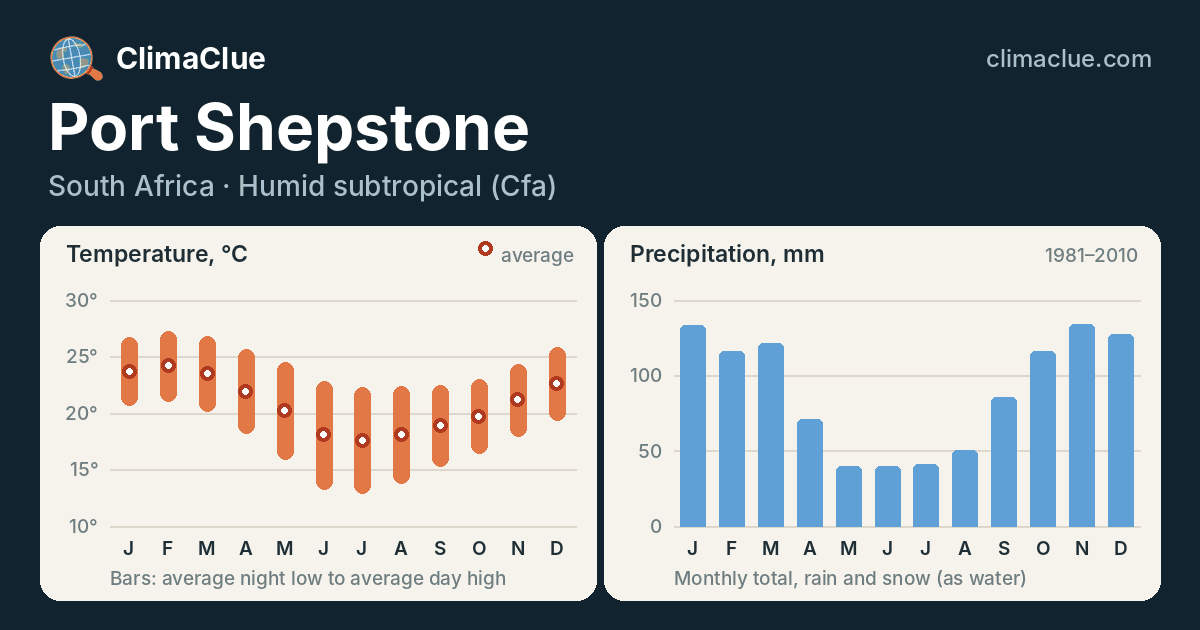 ClimaClue
climaclue.com
Port Shepstone
South Africa · Humid subtropical (Cfa)
Temperature, °C
average
30°
25°
20°
15°
10°
J F M A M J J A S O N D
Bars: average night low to average day high
Precipitation, mm
1981–2010
150
100
50
0
J F M A M J J A S O N D
Monthly total, rain and snow (as water)